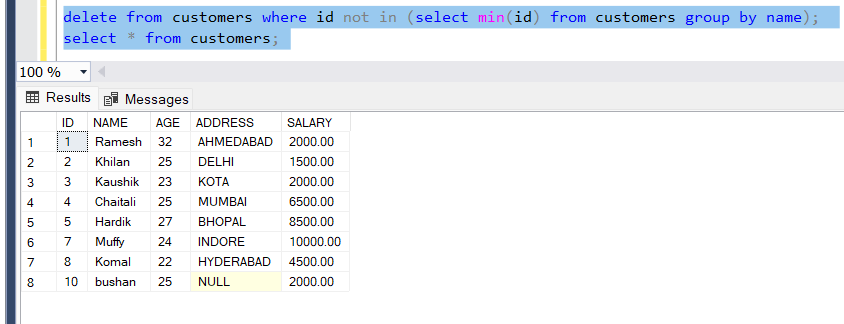 delete from customers where id not in (select min(id) from customers group by name);
select * from customers;
100 %
Results Messages
ID NAME AGE ADDRESS SALARY
1 1 Ramesh 32 AHMEDABAD 2000.00
2 2 Khilan 25 DELHI 1500.00
3 3 Kaushik 23 KOTA 2000.00
4 4 Chaitali 25 MUMBAI 6500.00
5 5 Hardik 27 BHOPAL 8500.00
6 7 Muffy 24 INDORE 10000.00
7 8 Komal 22 HYDERABAD 4500.00
8 10 bushan 25 NULL 2000.00